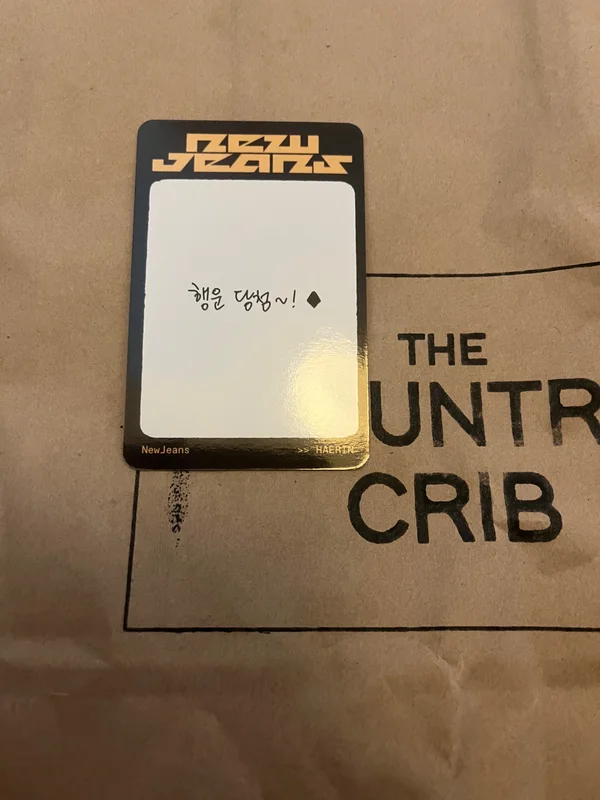 NEW
JEANS
행운 당첨~! ♦
NewJeans >> HAERIN
THE
UNTR
CRIB